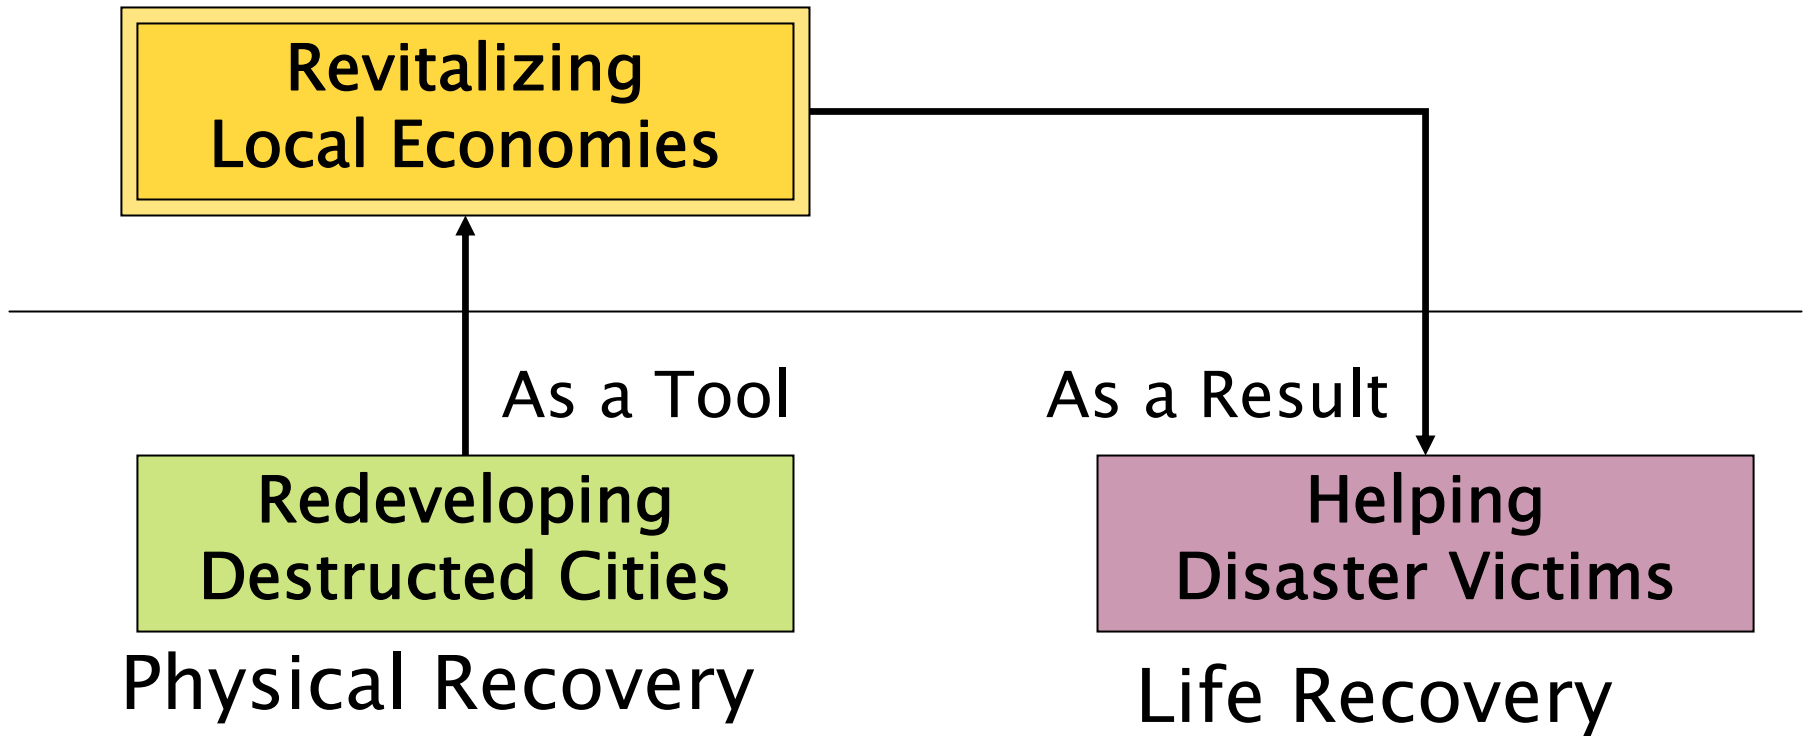 Revitalizing
Local Economies
As a Tool
As a Result
Redeveloping
Destructed Cities
Helping
Disaster Victims
Physical Recovery
Life Recovery